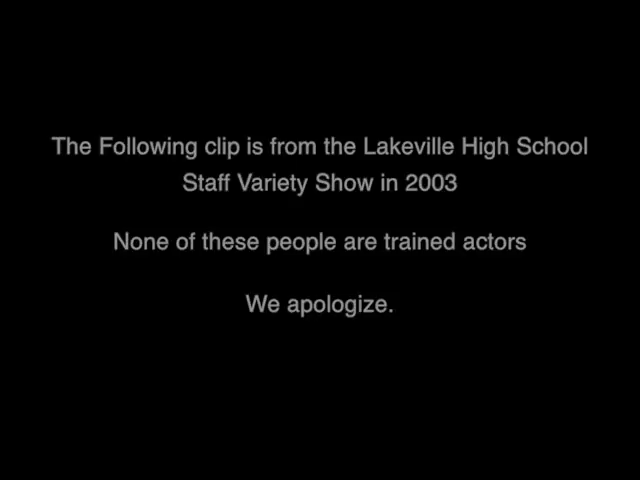 The Following clip is from the Lakeville High School
Staff Variety Show in 2003
None of these people are trained actors
We apologize.